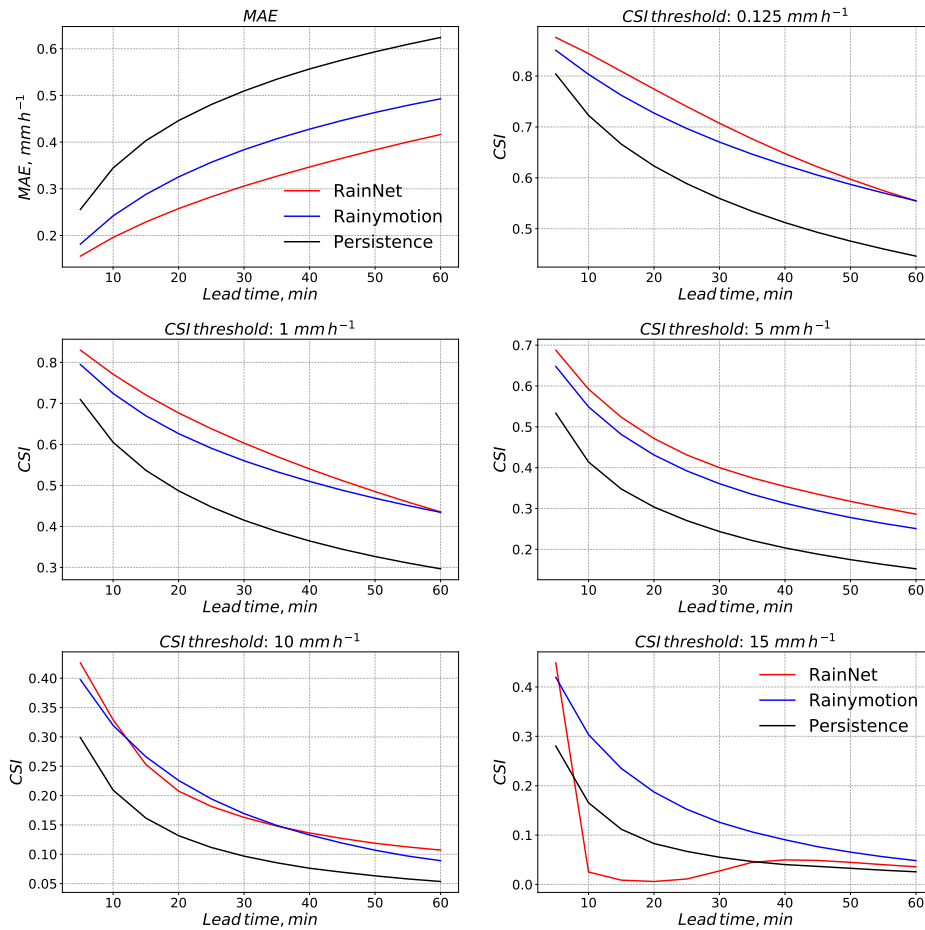 MAE
MAE, mm h⁻¹
0.6
0.5
0.4
0.3
0.2
RainNet
Rainymotion
Persistence
10 20 30 40 50 60
Lead time, min
CSI threshold: 0.125 mm h⁻¹
CSI
0.8
0.7
0.6
0.5
10 20 30 40 50 60
Lead time, min
CSI threshold: 1 mm h⁻¹
CSI
0.8
0.7
0.6
0.5
0.4
0.3
10 20 30 40 50 60
Lead time, min
CSI threshold: 5 mm h⁻¹
CSI
0.7
0.6
0.5
0.4
0.3
0.2
10 20 30 40 50 60
Lead time, min
CSI threshold: 10 mm h⁻¹
CSI
0.40
0.35
0.30
0.25
0.20
0.15
0.10
0.05
10 20 30 40 50 60
Lead time, min
CSI threshold: 15 mm h⁻¹
CSI
0.4
0.3
0.2
0.1
0.0
RainNet
Rainymotion
Persistence
10 20 30 40 50 60
Lead time, min